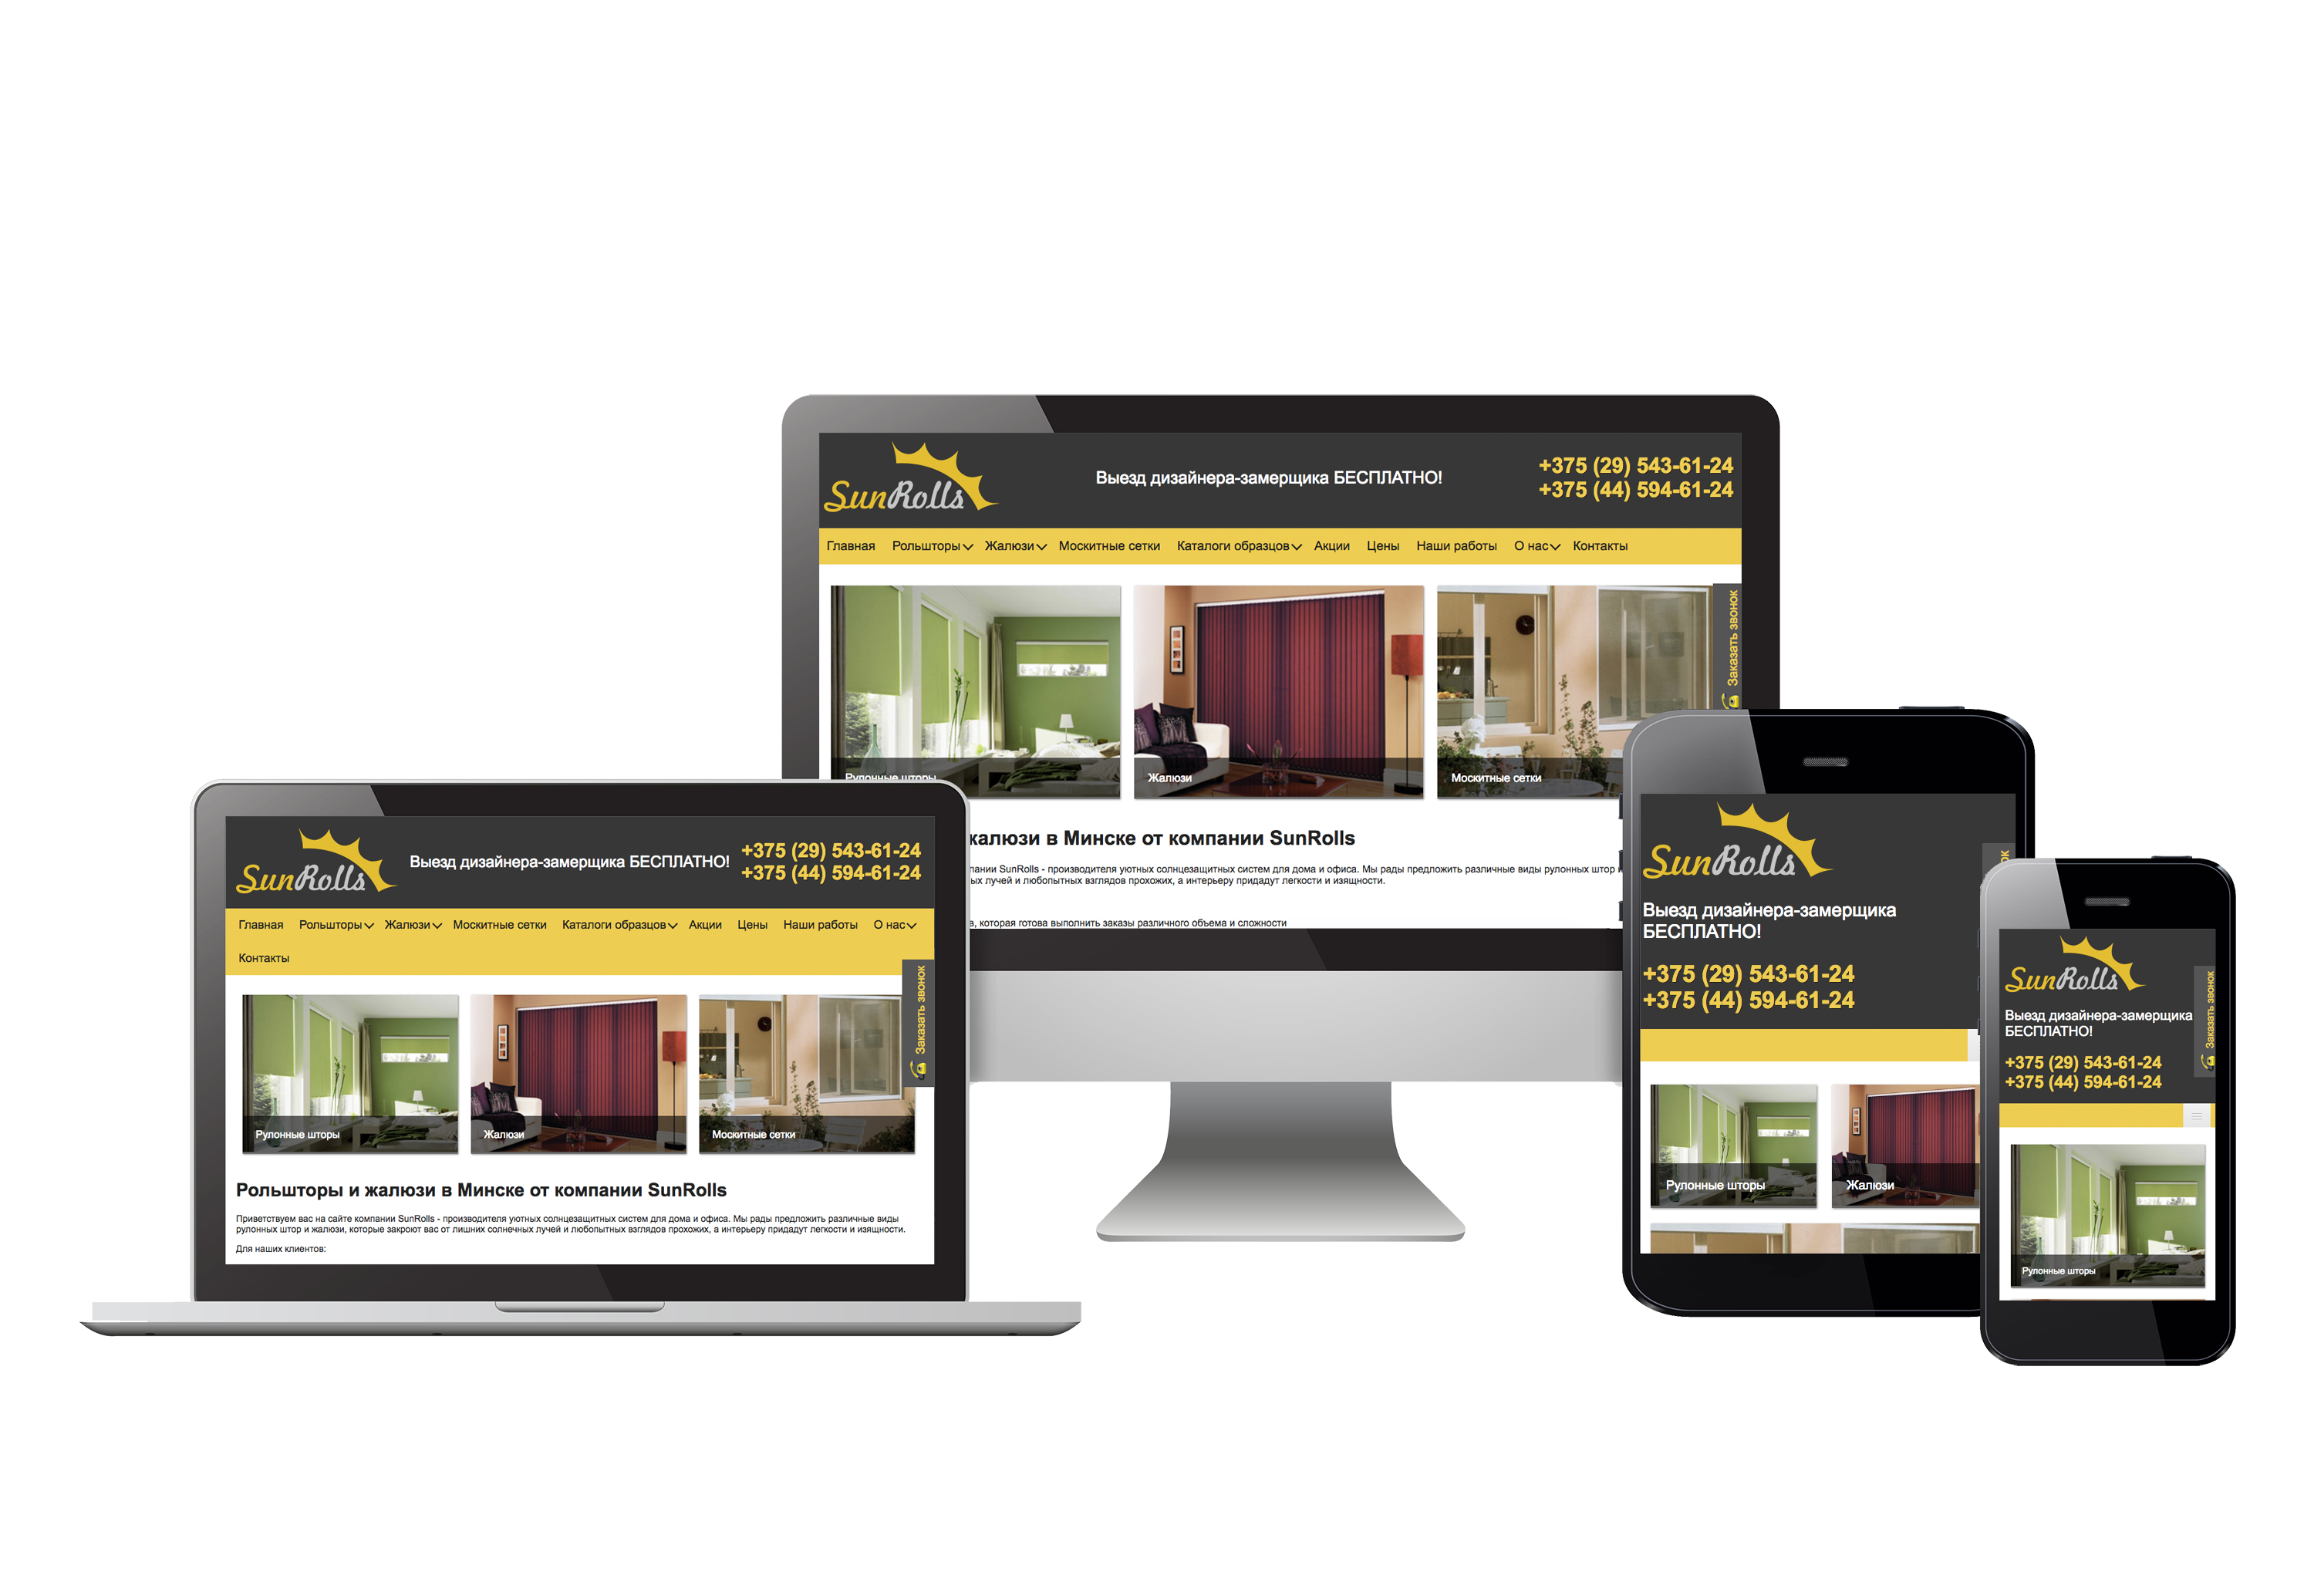 SunRolls
Выезд дизайнера-замерщика БЕСПЛАТНО!
+375 (29) 543-61-24
+375 (44) 594-61-24
Главная Рольшторы Жалюзи Москитные сетки Каталоги образцов Акции Цены Наши работы О нас Контакты
Заказать звонок
Рулонные шторы
Жалюзи
Москитные сетки
жалюзи в Минске от компании SunRolls
SunRolls - производителя уютных солнцезащитных систем для дома и офиса. Мы рады предложить различные виды рулонных штор
лучей и любопытных взглядов прохожих, а интерьеру придадут легкости и изящности.
которая готова выполнить заказы различного объема и сложности
SunRolls
Выезд дизайнера-замерщика БЕСПЛАТНО!
+375 (29) 543-61-24
+375 (44) 594-61-24
Главная Рольшторы Жалюзи Москитные сетки Каталоги образцов Акции Цены Наши работы О нас
Контакты
Заказать звонок
Рулонные шторы
Жалюзи
Москитные сетки
Рольшторы и жалюзи в Минске от компании SunRolls
Приветствуем вас на сайте компании SunRolls - производителя уютных солнцезащитных систем для дома и офиса. Мы рады предложить различные виды
рулонных штор и жалюзи, которые закроют вас от лишних солнечных лучей и любопытных взглядов прохожих, а интерьеру придадут легкости и изящности.
Для наших клиентов:
SunRolls
Выезд дизайнера-замерщика
БЕСПЛАТНО!
+375 (29) 543-61-24
+375 (44) 594-61-24
Рулонные шторы
Жалюзи
SunRolls
Выезд дизайнера-замерщика
БЕСПЛАТНО!
+375 (29) 543-61-24
+375 (44) 594-61-24
Заказать звонок
Рулонные шторы